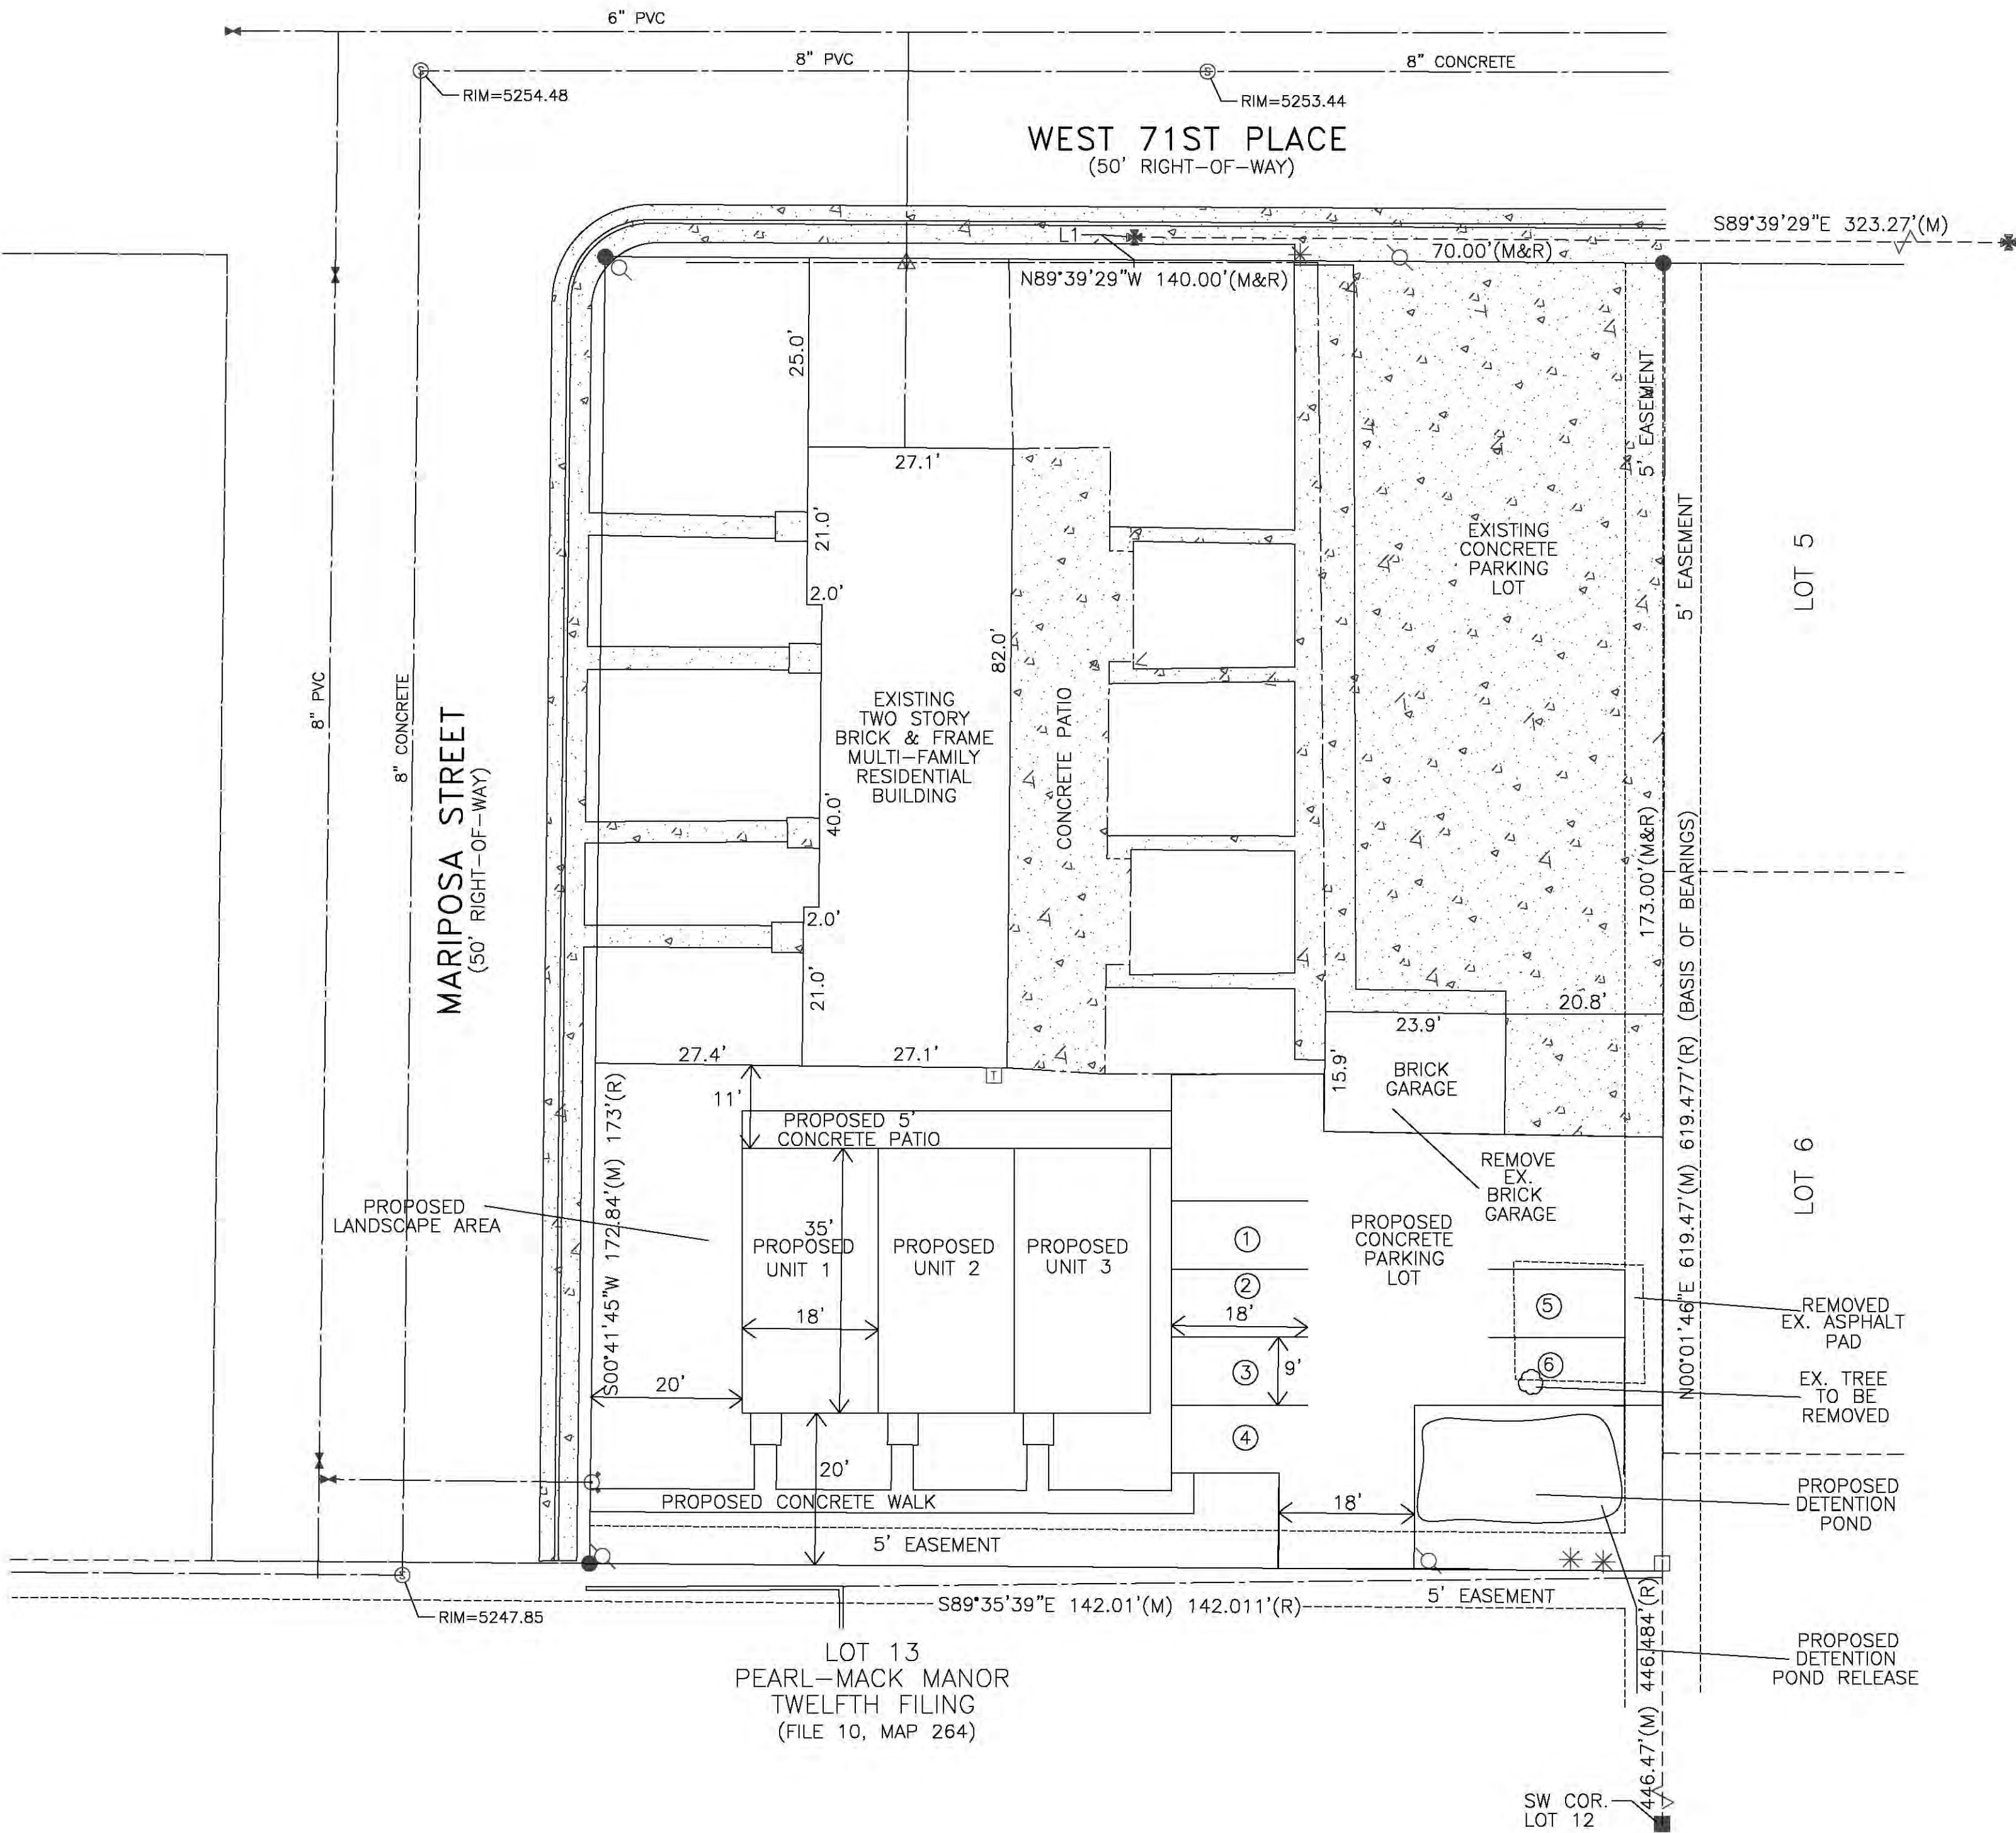 6" PVC
8" PVC
8" CONCRETE
RIM=5254.48
RIM=5253.44
WEST 71ST PLACE
(50' RIGHT-OF-WAY)
S89°39'29"E 323.27'(M)
L1
70.00'(M&R)
N89°39'29"W 140.00'(M&R)
25.0'
27.1'
21.0'
2.0'
82.0'
EXISTING
TWO STORY
BRICK & FRAME
MULTI-FAMILY
RESIDENTIAL
BUILDING
CONCRETE PATIO
40.0'
2.0'
21.0'
27.4'
27.1'
T
EXISTING
CONCRETE
PARKING
LOT
5' EASEMENT
5' EASEMENT
LOT 5
8" PVC
8" CONCRETE
MARIPOSA STREET
(50' RIGHT-OF-WAY)
173.00'(M&R)
N00°01'46"E 619.47'(M) 619.477'(R) (BASIS OF BEARINGS)
20.8'
23.9'
15.9'
BRICK
GARAGE
REMOVE
EX.
BRICK
GARAGE
LOT 6
11'
PROPOSED 5'
CONCRETE PATIO
S00°41'45"W 172.84'(M) 173'(R)
PROPOSED
LANDSCAPE AREA
35'
PROPOSED
UNIT 1
PROPOSED
UNIT 2
PROPOSED
UNIT 3
18'
20'
20'
1
2
18'
3
9'
4
PROPOSED
CONCRETE
PARKING
LOT
5
6
REMOVED
EX. ASPHALT
PAD
EX. TREE
TO BE
REMOVED
PROPOSED
DETENTION
POND
PROPOSED CONCRETE WALK
18'
5' EASEMENT
5' EASEMENT
S89°35'39"E 142.01'(M) 142.011'(R)
S
S
S
RIM=5247.85
LOT 13
PEARL-MACK MANOR
TWELFTH FILING
(FILE 10, MAP 264)
PROPOSED
DETENTION
POND RELEASE
446.47'(M) 446.484'(R)
SW COR.
LOT 12